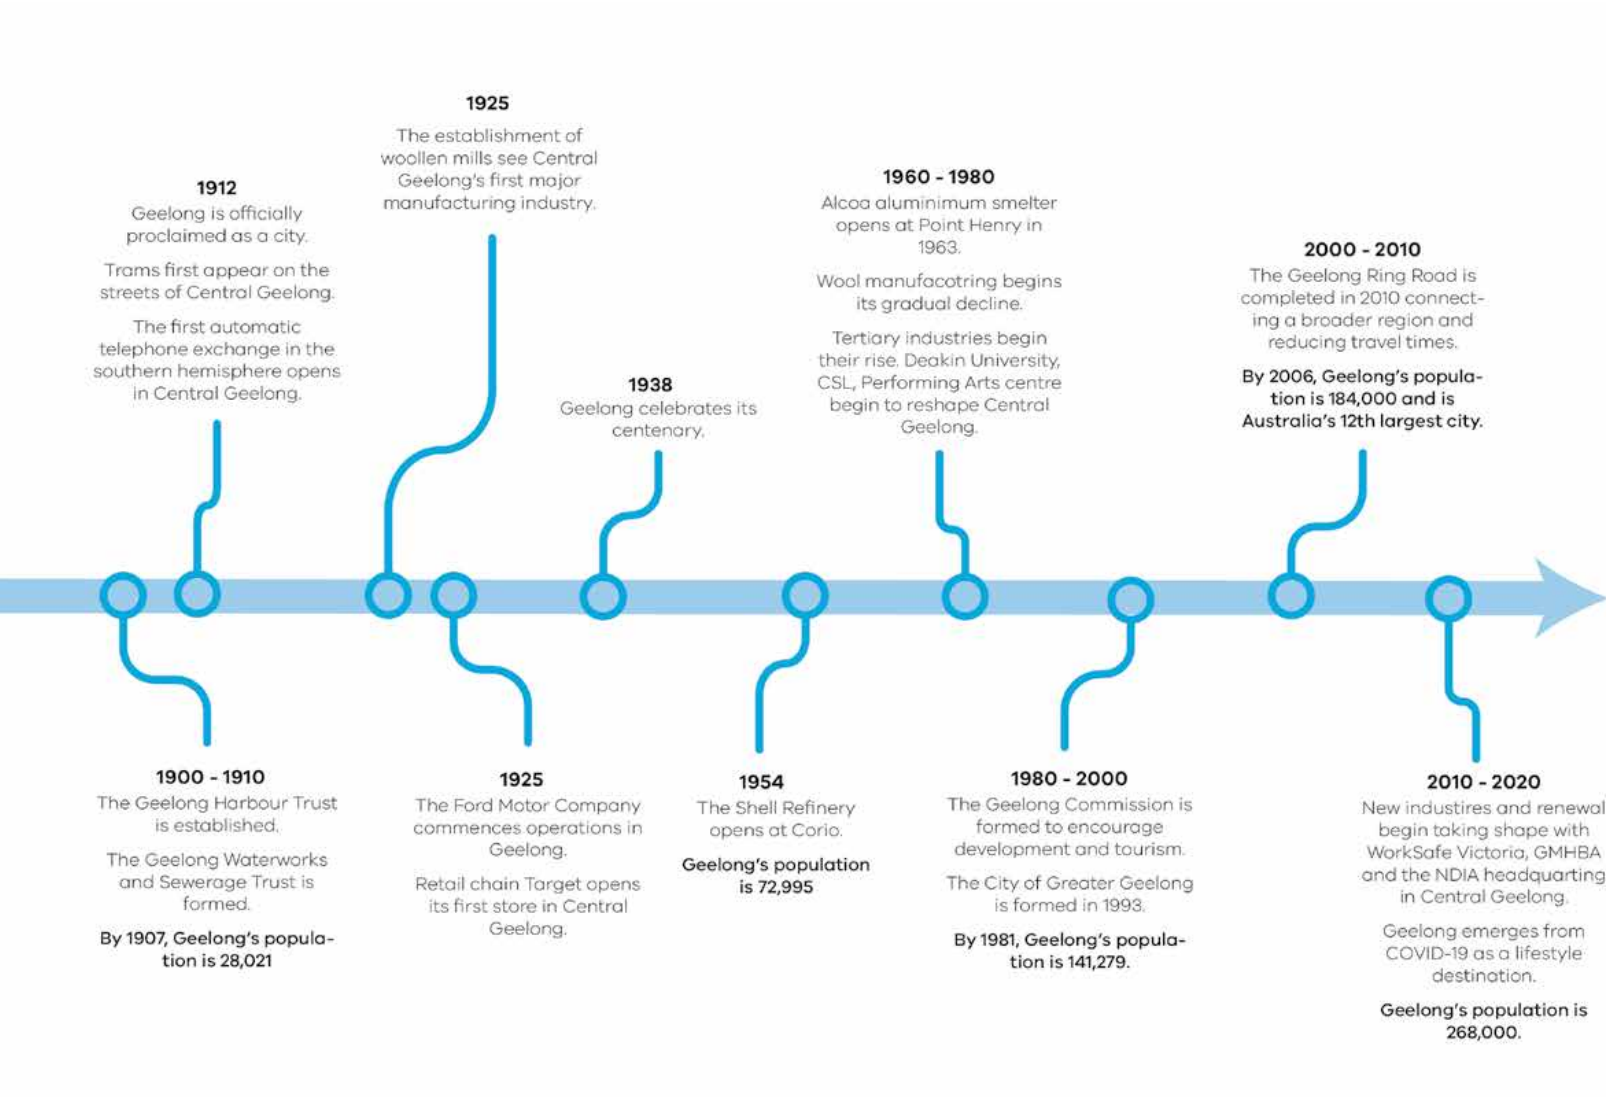 1925
The establishment of
woollen mills see Central
Geelong's first major
manufacturing industry.
1912
Geelong is officially
proclaimed as a city.
Trams first appear on the
streets of Central Geelong.
The first automatic
telephone exchange in the
southern hemisphere opens
in Central Geelong.
1938
Geelong celebrates its
centenary.
1960 - 1980
Alcoa aluminimum smelter
opens at Point Henry in
1963.
Wool manufacotring begins
its gradual decline.
Tertiary industries begin
their rise. Deakin University,
CSL, Performing Arts centre
begin to reshape Central
Geelong.
2000 - 2010
The Geelong Ring Road is
completed in 2010 connect-
ing a broader region and
reducing travel times.
By 2006, Geelong's popula-
tion is 184,000 and is
Australia's 12th largest city.
1900 - 1910
The Geelong Harbour Trust
is established.
The Geelong Waterworks
and Sewerage Trust is
formed.
By 1907, Geelong's popula-
tion is 28,021
1925
The Ford Motor Company
commences operations in
Geelong.
Retail chain Target opens
its first store in Central
Geelong.
1954
The Shell Refinery
opens at Corio.
Geelong's population
is 72,995
1980 - 2000
The Geelong Commission is
formed to encourage
development and tourism.
The City of Greater Geelong
is formed in 1993.
By 1981, Geelong's popula-
tion is 141,279.
2010 - 2020
New industires and renewal
begin taking shape with
WorkSafe Victoria, GMHBA
and the NDIA headquarting
in Central Geelong.
Geelong emerges from
COVID-19 as a lifestyle
destination.
Geelong's population is
268,000.